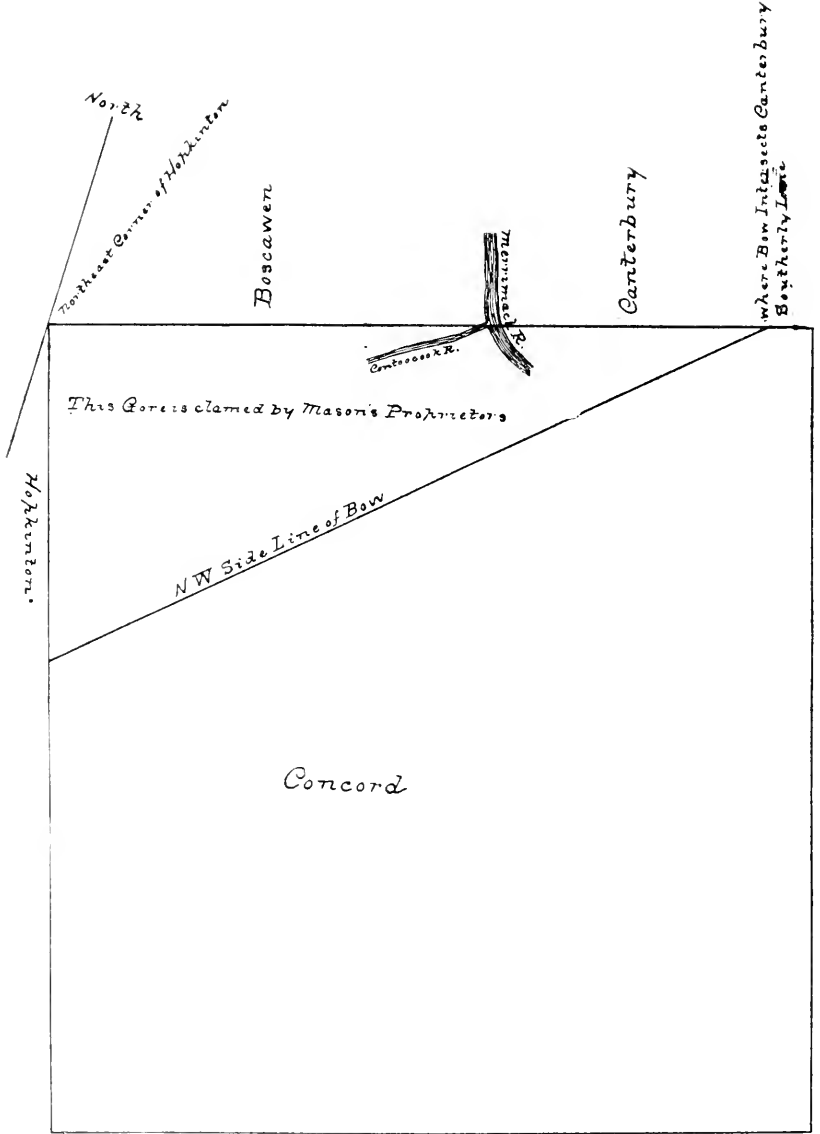 North
Northeast Corner of Hopkinton
Boscawen
Merrimack R.
Canterbury
where Bow Intersects Canterbury
Southerly Line
Contoocook R.
This Gore is clamed by Mason's Proprietors
Hopkinton.
NW Side Line of Bow
Concord